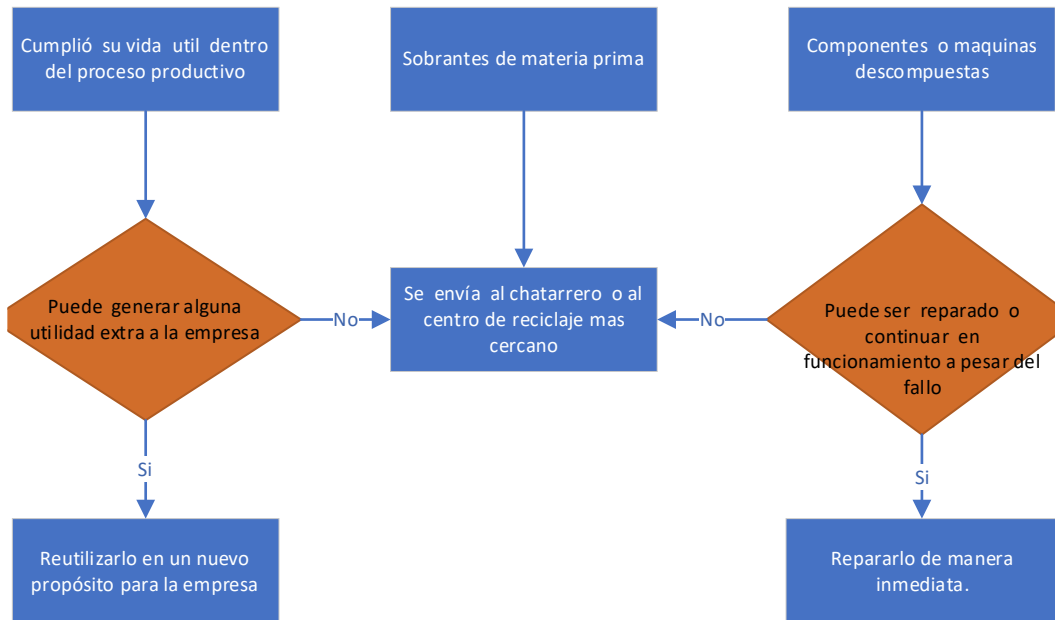 Cumplió su vida util dentro
del proceso productivo
Sobrantes de materia prima
Componentes o maquinas
descompuestas
Puede generar alguna
utilidad extra a la empresa
No
Se envía al chatarrero o al
centro de reciclaje mas
cercano
No
Puede ser reparado o
continuar en
funcionamiento a pesar del
fallo
Si
Si
Reutilizarlo en un nuevo
propósito para la empresa
Repararlo de manera
inmediata.